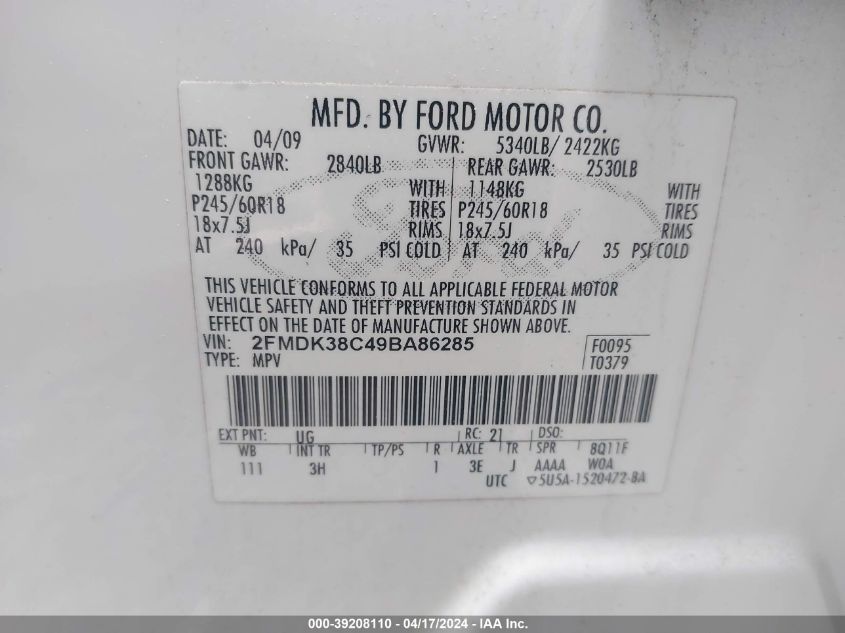 MFD. BY FORD MOTOR CO.
DATE: 04/09 GVWR: 5340LB/ 2422KG
FRONT GAWR: 2840LB REAR GAWR: 2530LB
1288KG WITH 1148KG WITH
P245/60R18 TIRES P245/60R18 TIRES
18x7.5J RIMS 18x7.5J RIMS
AT 240 kPa/ 35 PSI COLD AT 240 kPa/ 35 PSI COLD
Ford
THIS VEHICLE CONFORMS TO ALL APPLICABLE FEDERAL MOTOR
VEHICLE SAFETY AND THEFT PREVENTION STANDARDS IN
EFFECT ON THE DATE OF MANUFACTURE SHOWN ABOVE.
VIN: 2FMDK38C49BA86285 F0095
TYPE: MPV T0379
EXT PNT: UG RC: 21 DSO:
WB INT TR TP/PS R AXLE TR SPR 8Q11F
111 3H 1 3E J AAAA WOA
UTC ▽5U5A-1520472-BA
000-39208110 - 04/17/2024 - IAA Inc.